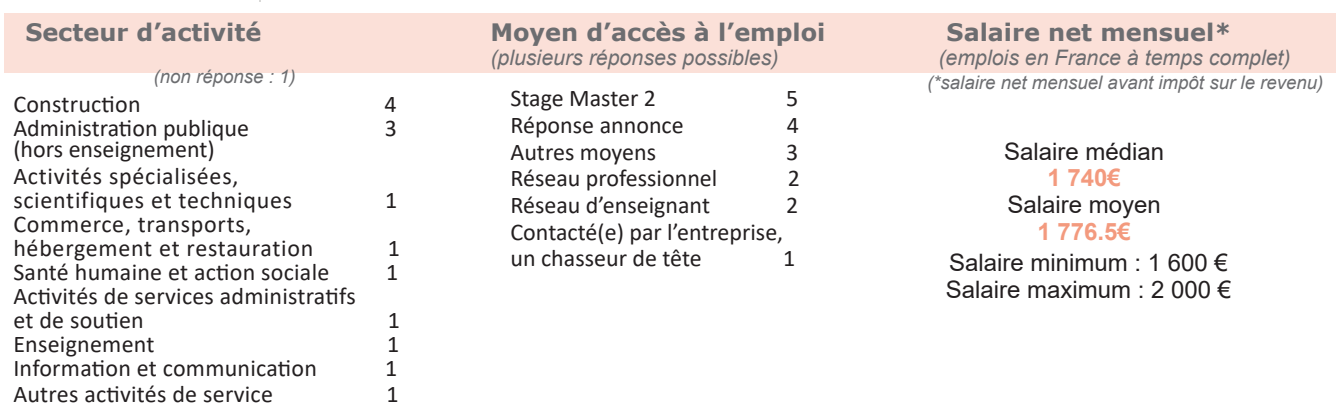 Secteur d’activité
(non réponse : 1)
Construction 4
Administration publique 3
(hors enseignement)
Activités spécialisées,
scientifiques et techniques 1
Commerce, transports,
hébergement et restauration 1
Santé humaine et action sociale 1
Activités de services administratifs
et de soutien 1
Enseignement 1
Information et communication 1
Autres activités de service 1
Moyen d’accès à l’emploi
(plusieurs réponses possibles)
Stage Master 2 5
Réponse annonce 4
Autres moyens 3
Réseau professionnel 2
Réseau d’enseignant 2
Contacté(e) par l’entreprise,
un chasseur de tête 1
Salaire net mensuel*
(emplois en France à temps complet)
(*salaire net mensuel avant impôt sur le revenu)
Salaire médian
1 740€
Salaire moyen
1 776.5€
Salaire minimum : 1 600 €
Salaire maximum : 2 000 €